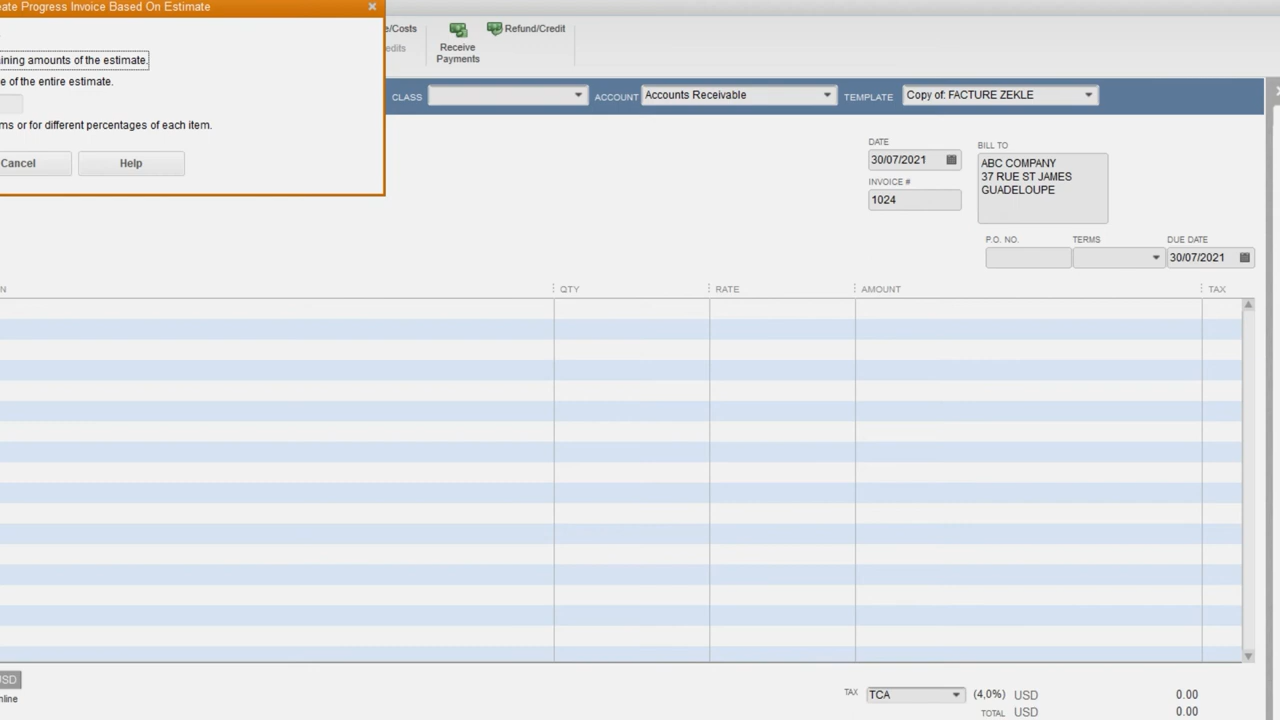 eate Progress Invoice Based On Estimate
aining amounts of the estimate.
e of the entire estimate.
ms or for different percentages of each item.
Cancel Help
e/Costs
edits
Receive
Payments
Refund/Credit
CLASS ACCOUNT Accounts Receivable TEMPLATE Copy of: FACTURE ZEKLE
DATE
30/07/2021
INVOICE #
1024
BILL TO
ABC COMPANY
37 RUE ST JAMES
GUADELOUPE
P.O. NO. TERMS DUE DATE
30/07/2021
N QTY RATE AMOUNT TAX
USD
nline
TAX TCA (4,0%) USD 0.00
TOTAL USD 0.00